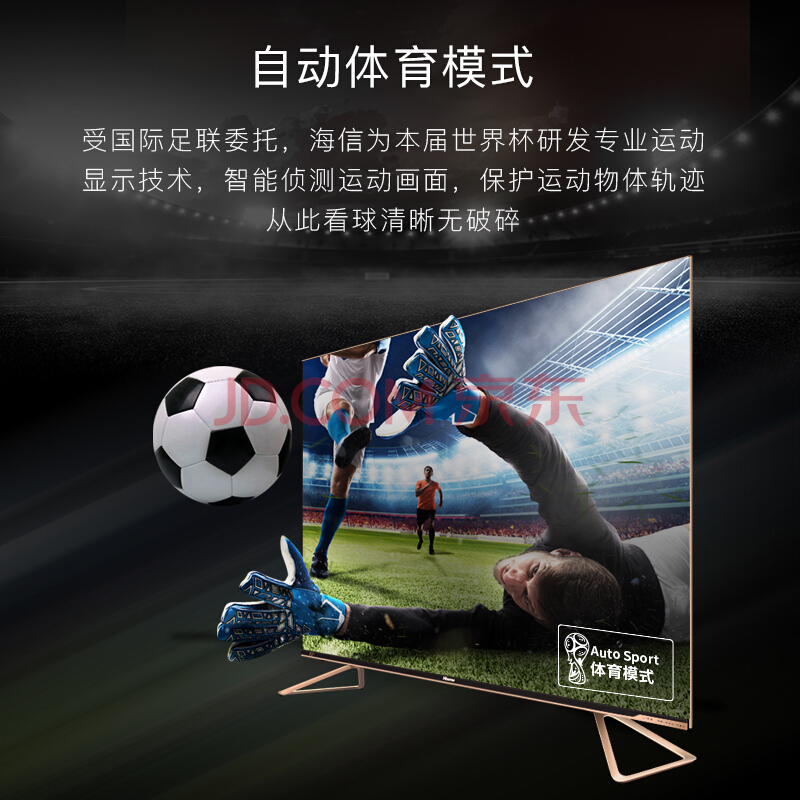 自动体育模式
受国际足联委托，海信为本届世界杯研发专业运动
显示技术，智能侦测运动画面，保护运动物体轨迹
从此看球清晰无破碎
JD.COM 京东
Auto Sport
体育模式
Hisense